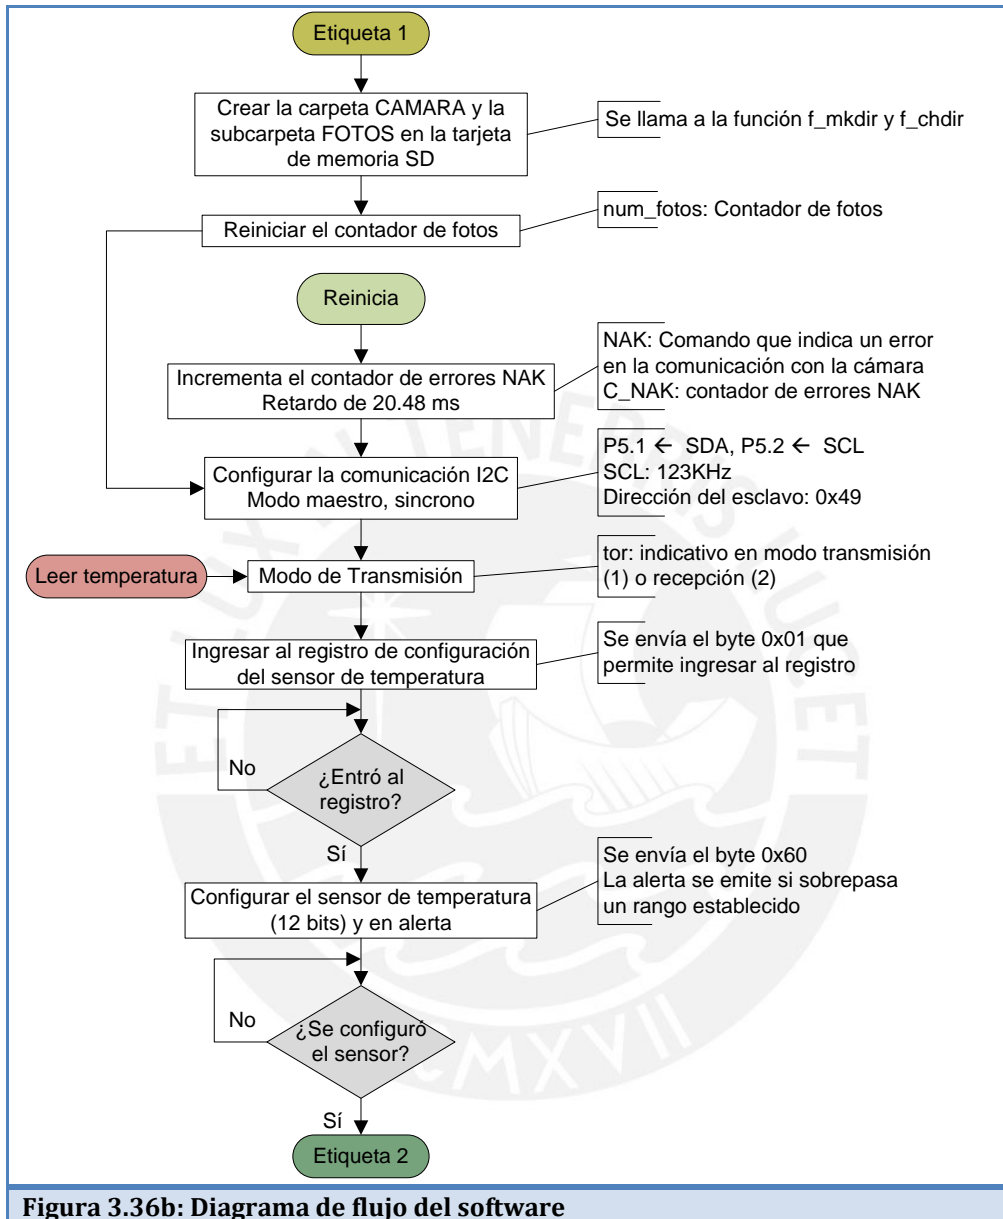 Etiqueta 1
Crear la carpeta CAMARA y la
subcarpeta FOTOS en la tarjeta
de memoria SD
Se llama a la función f_mkdir y f_chdir
Reiniciar el contador de fotos
num_fotos: Contador de fotos
Reinicia
Incrementa el contador de errores NAK
Retardo de 20.48 ms
NAK: Comando que indica un error
en la comunicación con la cámara
C_NAK: contador de errores NAK
Configurar la comunicación I2C
Modo maestro, sincrono
P5.1 ← SDA, P5.2 ← SCL
SCL: 123KHz
Dirección del esclavo: 0x49
Leer temperatura
Modo de Transmisión
tor: indicativo en modo transmisión
(1) o recepción (2)
Ingresar al registro de configuración
del sensor de temperatura
Se envía el byte 0x01 que
permite ingresar al registro
No
¿Entró al
registro?
Sí
Configurar el sensor de temperatura
(12 bits) y en alerta
Se envía el byte 0x60
La alerta se emite si sobrepasa
un rango establecido
No
¿Se configuró
el sensor?
Sí
Etiqueta 2
Figura 3.36b: Diagrama de flujo del software